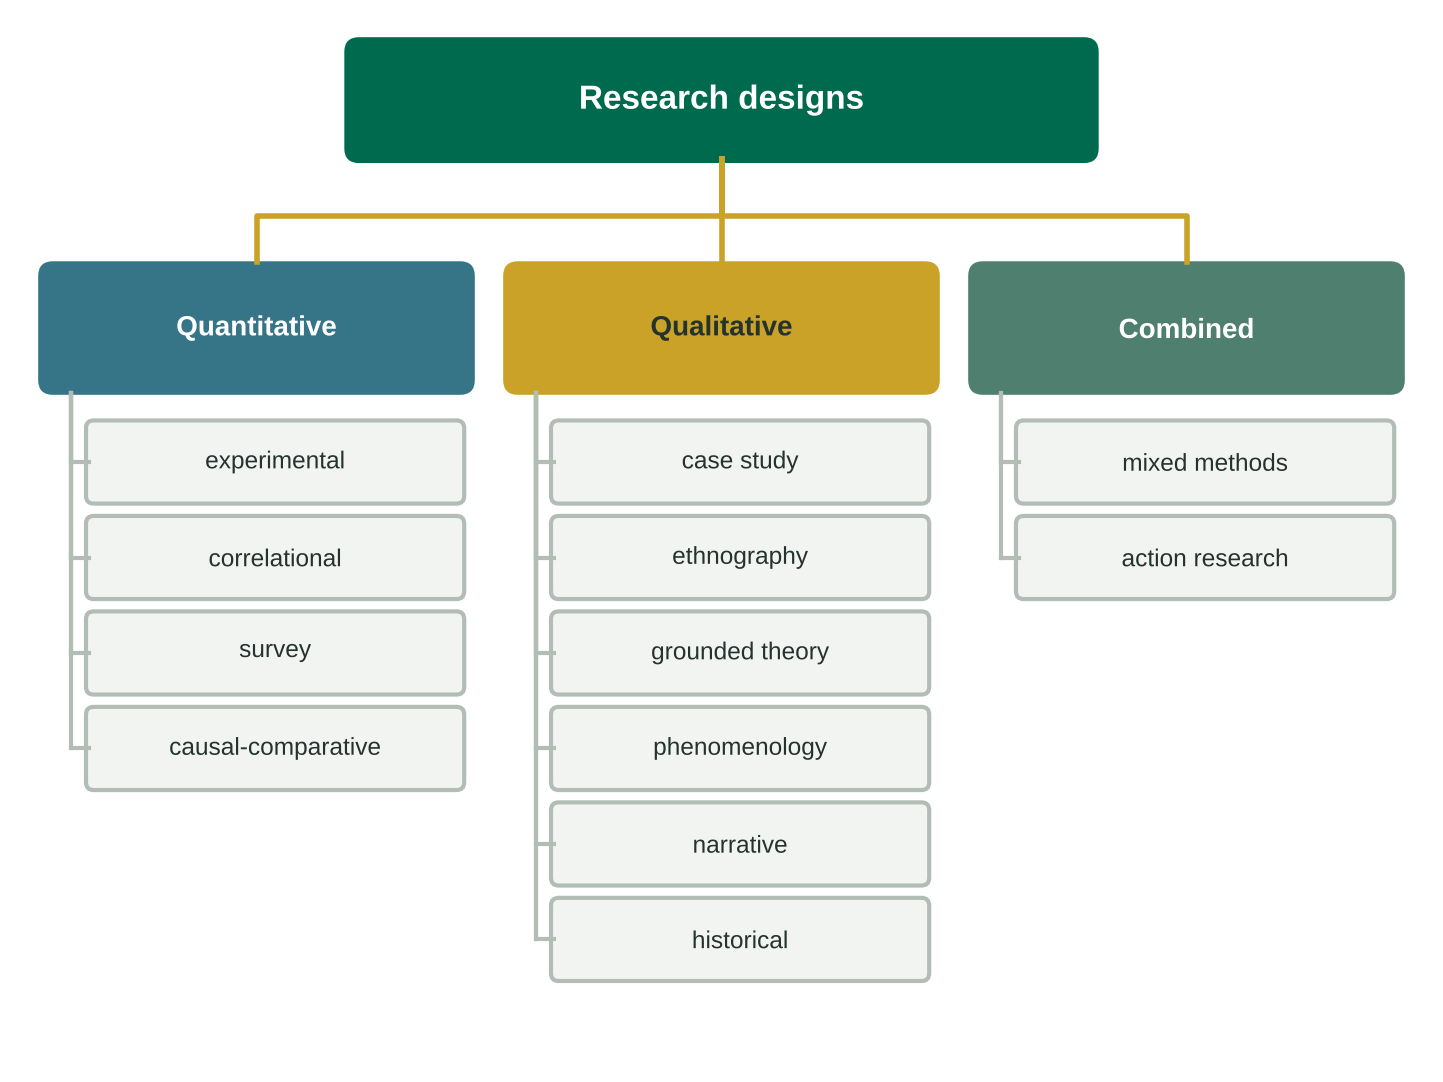 Research designs
Quantitative
Qualitative
Combined
experimental
correlational
survey
causal-comparative
case study
ethnography
grounded theory
phenomenology
narrative
historical
mixed methods
action research